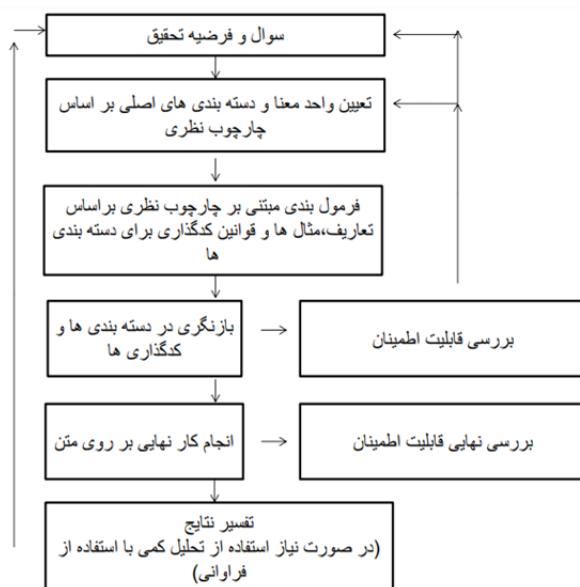 سوال و فرضیه تحقیق
تعیین واحد معنا و دسته بندی های اصلی بر اساس
چارچوب نظری
فرمول بندی مبتنی بر چارچوب نظری براساس
تعاریف،مثال ها و قوانین کدگذاری برای دسته بندی
ها
بازنگری در دسته بندی ها و
کدگذاری ها
بررسی قابلیت اطمینان
انجام کار نهایی بر روی متن
بررسی نهایی قابلیت اطمینان
تفسیر نتایج
(در صورت نیاز استفاده از تحلیل کمی با استفاده از
فراوانی)